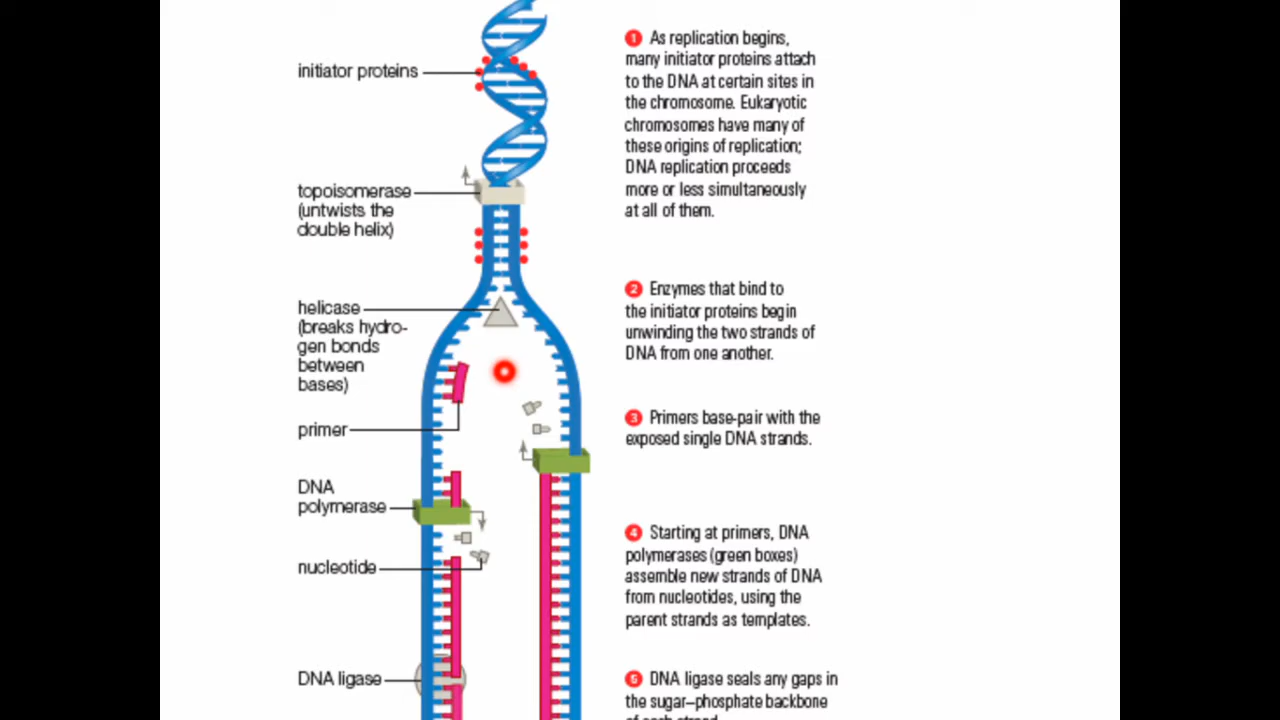 initiator proteins
topoisomerase
(untwists the
double helix)
helicase
(breaks hydro-
gen bonds
between
bases)
primer
DNA
polymerase
nucleotide
DNA ligase
1 As replication begins,
many initiator proteins attach
to the DNA at certain sites in
the chromosome. Eukaryotic
chromosomes have many of
these origins of replication;
DNA replication proceeds
more or less simultaneously
at all of them.
2 Enzymes that bind to
the initiator proteins begin
unwinding the two strands of
DNA from one another.
3 Primers base-pair with the
exposed single DNA strands.
4 Starting at primers, DNA
polymerases (green boxes)
assemble new strands of DNA
from nucleotides, using the
parent strands as templates.
5 DNA ligase seals any gaps in
the sugar–phosphate backbone